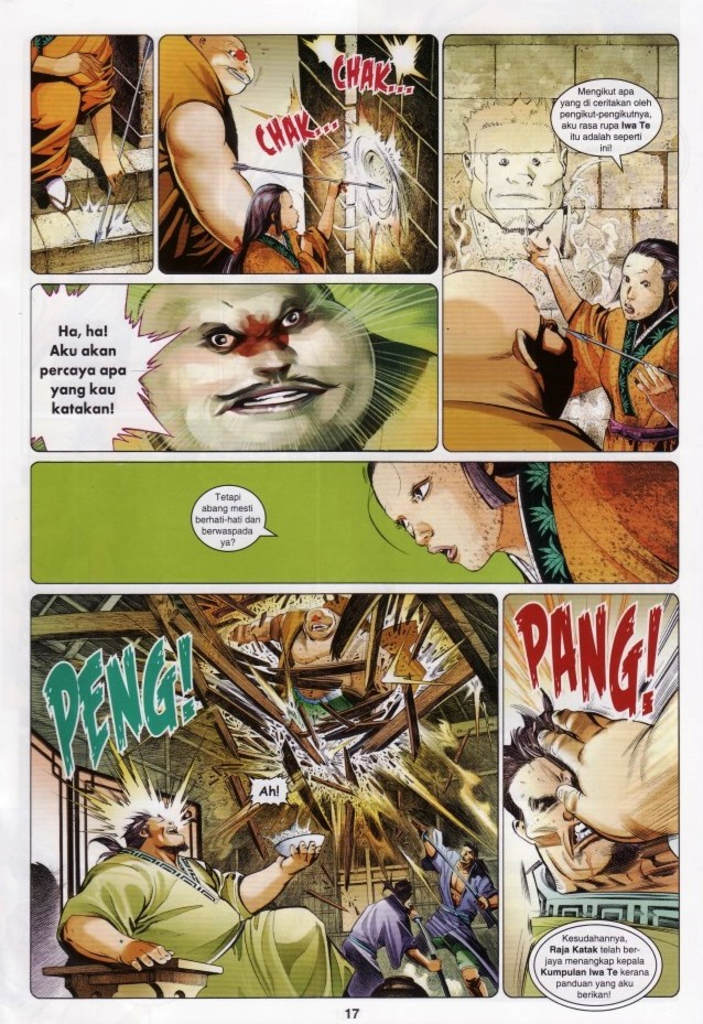 CHAK...
CHAK...
Mengikut apa
yang di ceritakan oleh
pengikut-pengikutnya,
aku rasa rupa Iwa Te
itu adalah seperti
ini!
Ha, ha!
Aku akan
percaya apa
yang kau
katakan!
Tetapi
abang mesti
berhati-hati dan
berwaspada
ya?
PENG!
Ah!
PANG!
Kesudahannya,
Raja Katak telah ber-
jaya menangkap kepala
Kumpulan Iwa Te kerana
panduan yang aku
berikan!
17